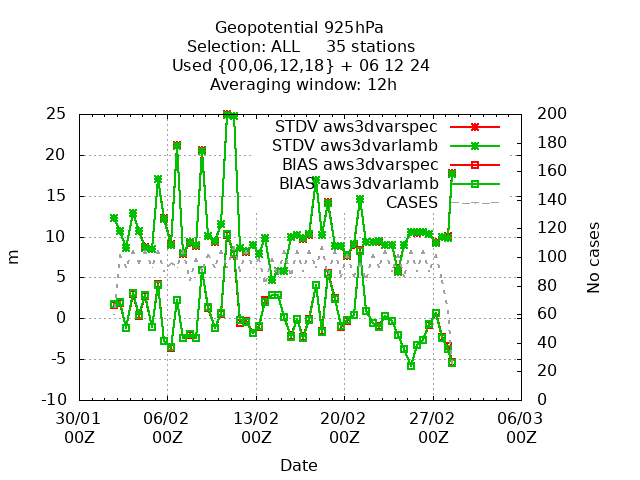 Geopotential 925hPa
Selection: ALL 35 stations
Used {00,06,12,18} + 06 12 24
Averaging window: 12h
25
20
15
10
5
0
-5
-10
m
200
180
160
140
120
100
80
60
40
20
0
No cases
STDV aws3dvarspec
STDV aws3dvarlamb
BIAS aws3dvarspec
BIAS aws3dvarlamb
CASES
30/01 06/02 13/02 20/02 27/02 06/03
00Z 00Z 00Z 00Z 00Z 00Z
Date